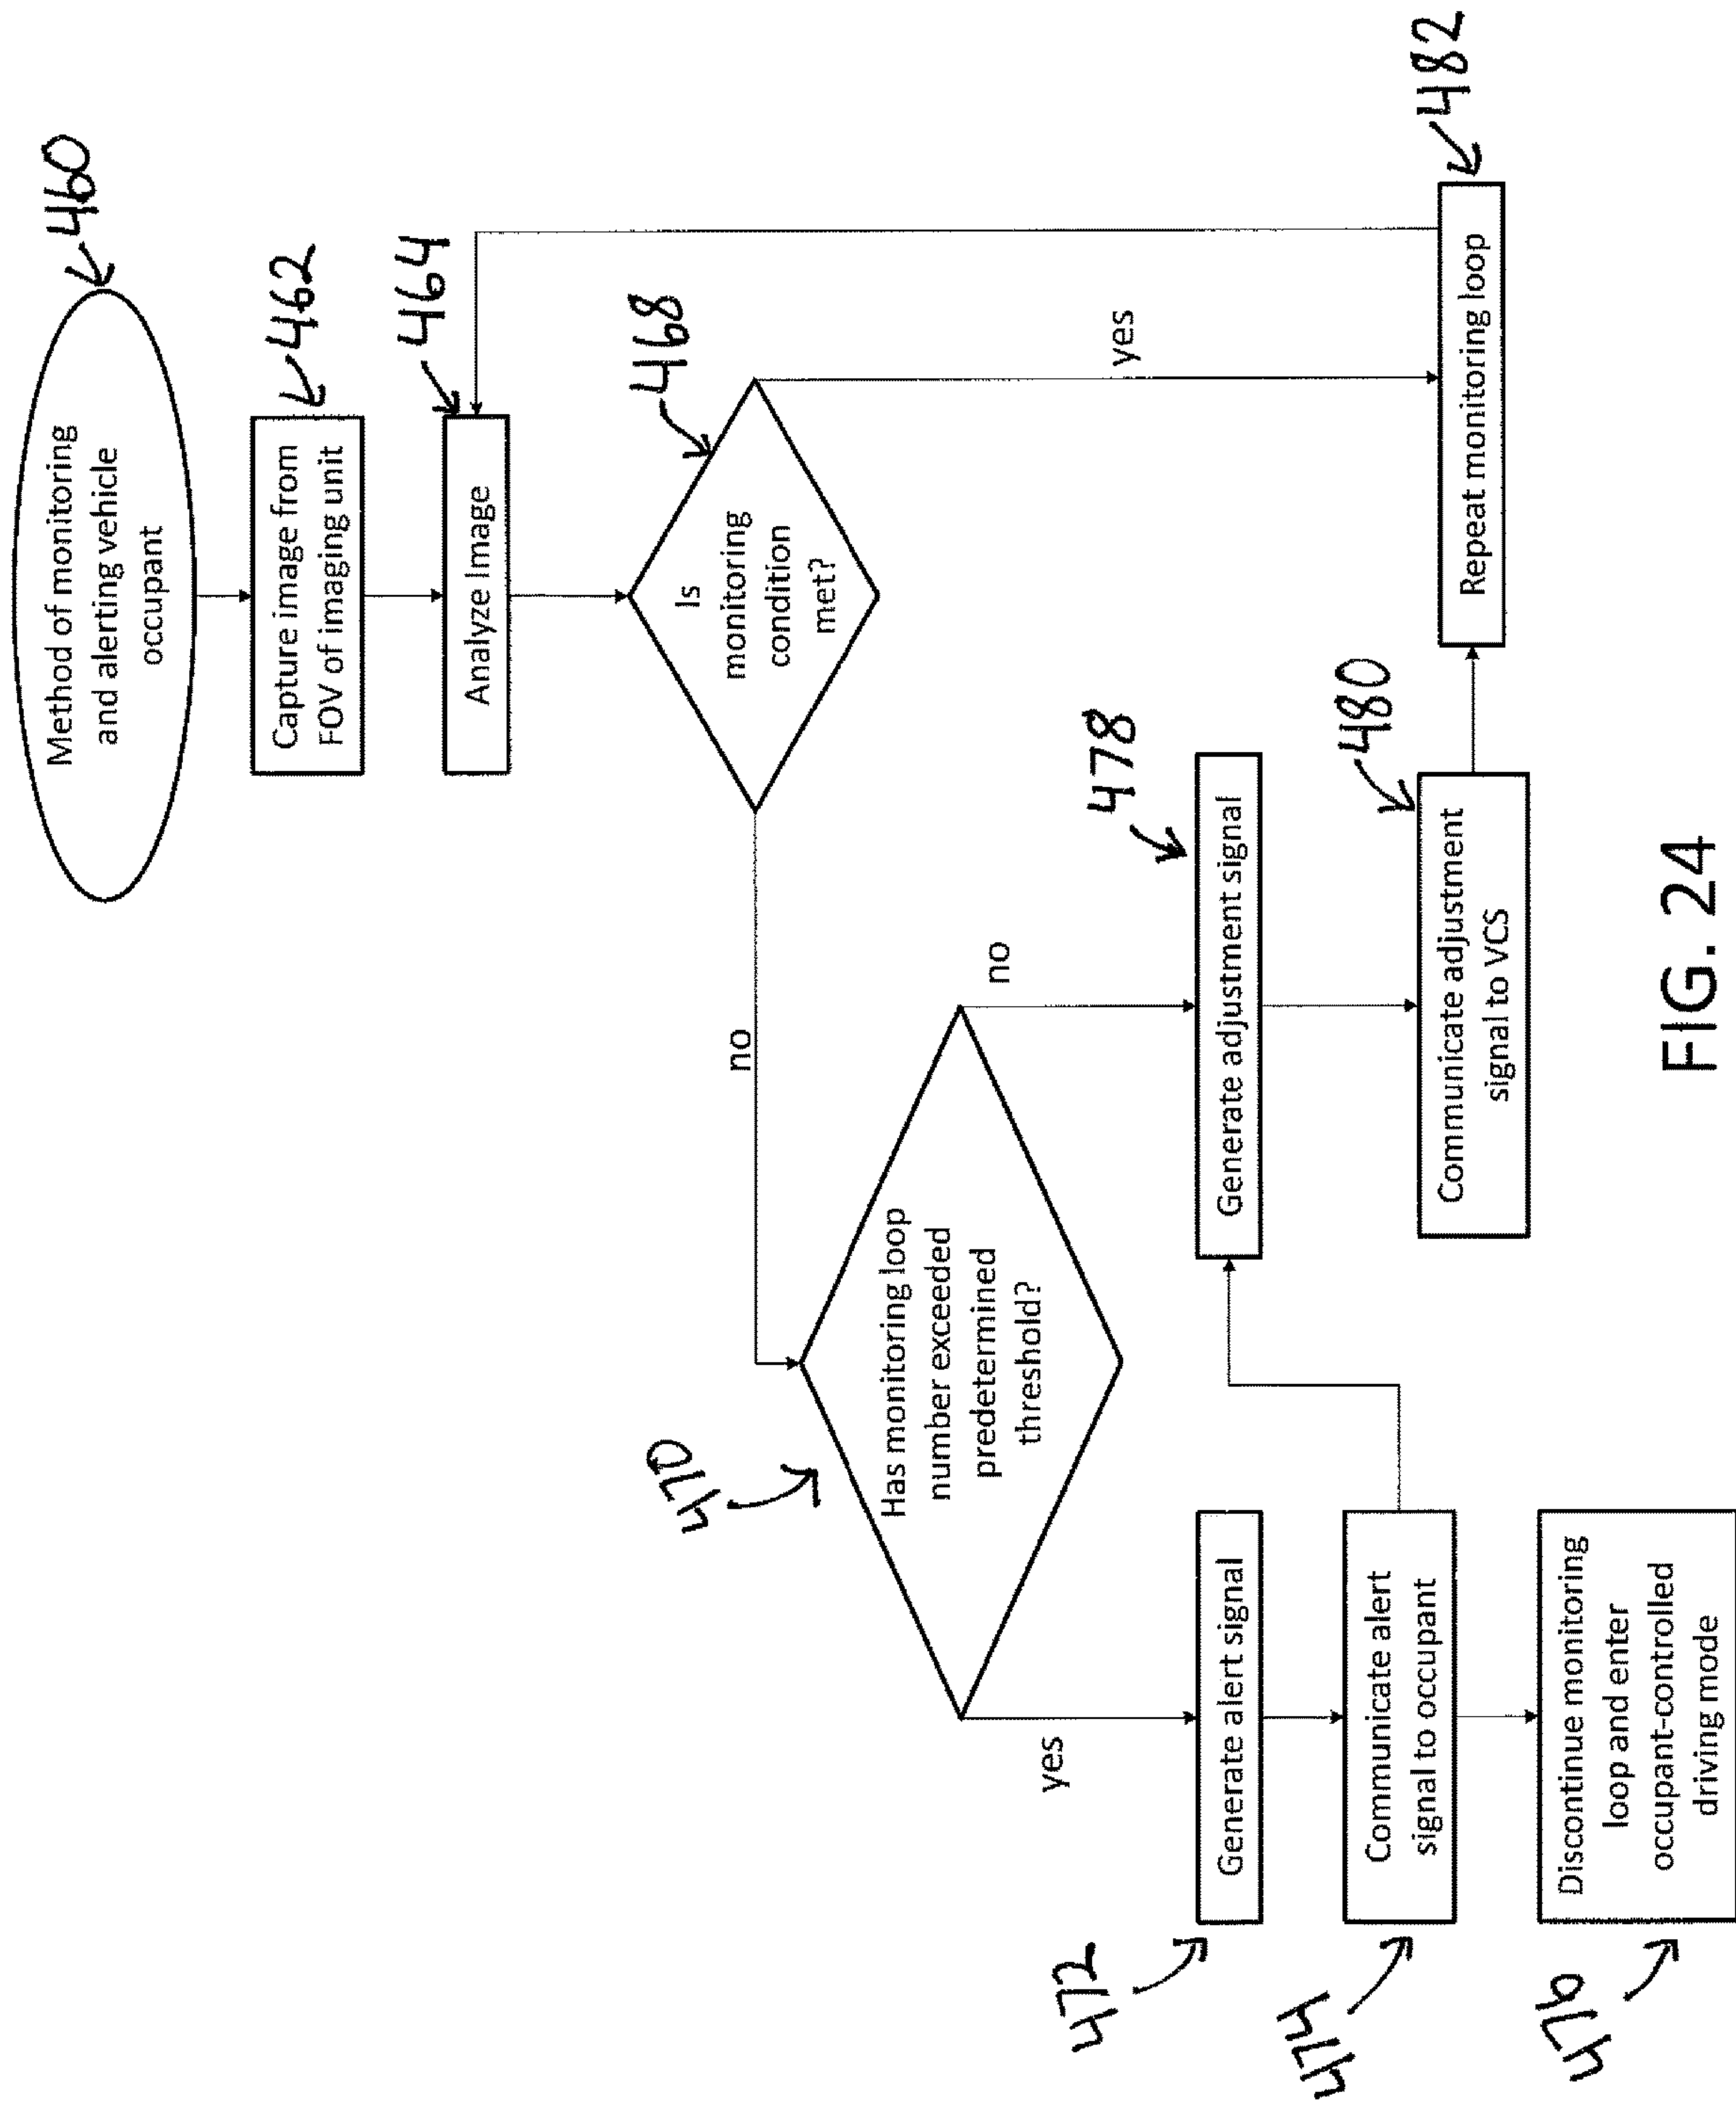 Method of monitoring
and alerting vehicle
occupant
460
Capture image from
FOV of imaging unit
462
Analyze Image
464
Is
monitoring
condition
met?
468
no
yes
Has monitoring loop
number exceeded
predetermined
threshold?
470
yes
no
Generate alert signal
472
Communicate alert
signal to occupant
474
Discontinue monitoring
loop and enter
occupant-controlled
driving mode
476
Generate adjustment signal
478
Communicate adjustment
signal to VCS
480
Repeat monitoring loop
482
FIG. 24